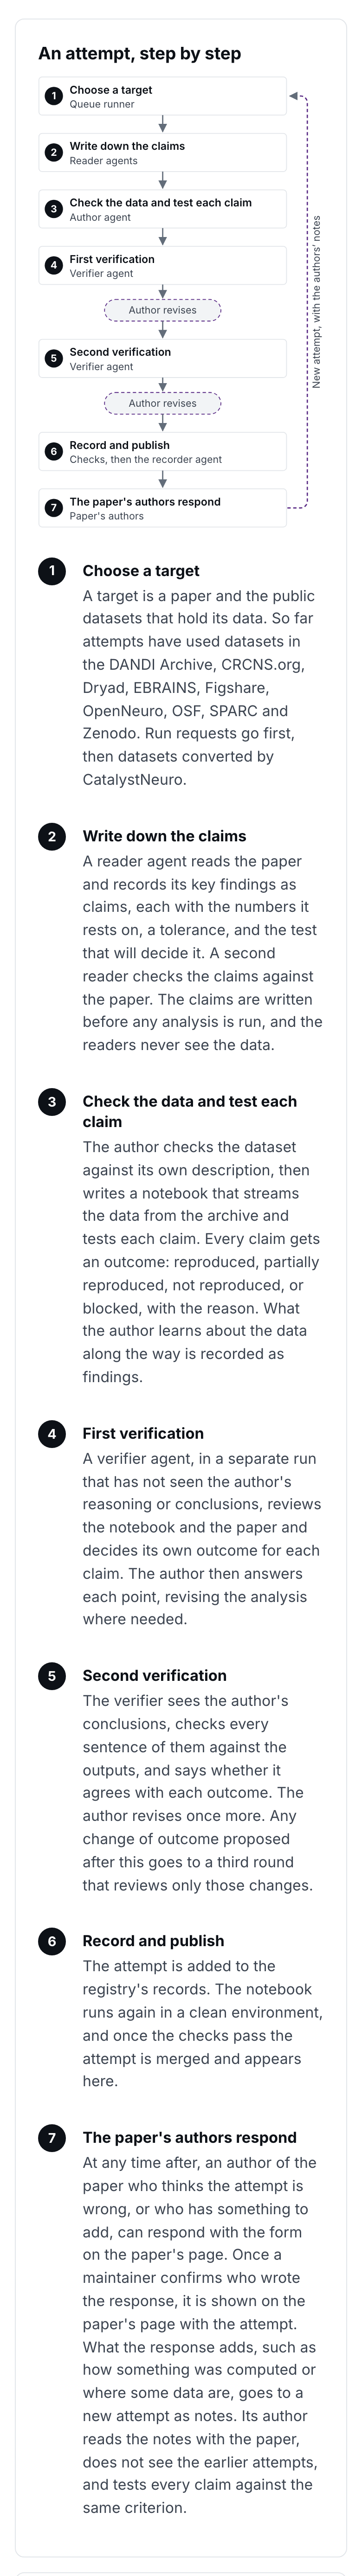 An attempt, step by step
1
Choose a target
Queue runner
2
Write down the claims
Reader agents
3
Check the data and test each claim
Author agent
4
First verification
Verifier agent
Author revises
5
Second verification
Verifier agent
Author revises
6
Record and publish
Checks, then the recorder agent
7
The paper's authors respond
Paper's authors
New attempt, with the authors' notes
1
Choose a target
A target is a paper and the public
datasets that hold its data. So far
attempts have used datasets in
the DANDI Archive, CRCNS.org,
Dryad, EBRAINS, Figshare,
OpenNeuro, OSF, SPARC and
Zenodo. Run requests go first,
then datasets converted by
CatalystNeuro.
2
Write down the claims
A reader agent reads the paper
and records its key findings as
claims, each with the numbers it
rests on, a tolerance, and the test
that will decide it. A second
reader checks the claims against
the paper. The claims are written
before any analysis is run, and the
readers never see the data.
3
Check the data and test each
claim
The author checks the dataset
against its own description, then
writes a notebook that streams
the data from the archive and
tests each claim. Every claim gets
an outcome: reproduced, partially
reproduced, not reproduced, or
blocked, with the reason. What
the author learns about the data
along the way is recorded as
findings.
4
First verification
A verifier agent, in a separate run
that has not seen the author's
reasoning or conclusions, reviews
the notebook and the paper and
decides its own outcome for each
claim. The author then answers
each point, revising the analysis
where needed.
5
Second verification
The verifier sees the author's
conclusions, checks every
sentence of them against the
outputs, and says whether it
agrees with each outcome. The
author revises once more. Any
change of outcome proposed
after this goes to a third round
that reviews only those changes.
6
Record and publish
The attempt is added to the
registry's records. The notebook
runs again in a clean environment,
and once the checks pass the
attempt is merged and appears
here.
7
The paper's authors respond
At any time after, an author of the
paper who thinks the attempt is
wrong, or who has something to
add, can respond with the form
on the paper's page. Once a
maintainer confirms who wrote
the response, it is shown on the
paper's page with the attempt.
What the response adds, such as
how something was computed or
where some data are, goes to a
new attempt as notes. Its author
reads the notes with the paper,
does not see the earlier attempts,
and tests every claim against the
same criterion.